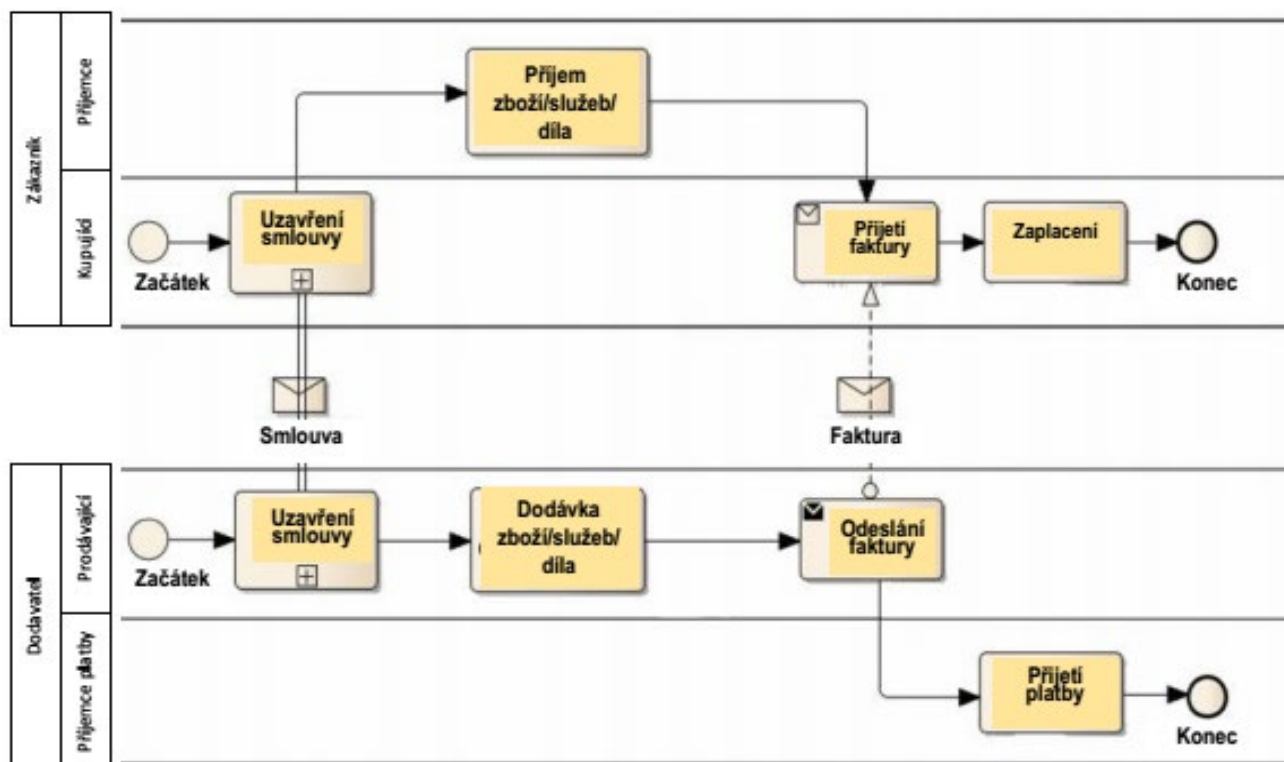 Zákazník
Příjemce
Kupující
Příjem
zboží/služeb/
díla
Začátek
Uzavření
smlouvy
Přijetí
faktury
Zaplacení
Konec
Smlouva
Faktura
Dodavatel
Prodávající
Příjemce platby
Začátek
Uzavření
smlouvy
Dodávka
zboží/služeb/
díla
Odeslání
faktury
Přijetí
platby
Konec